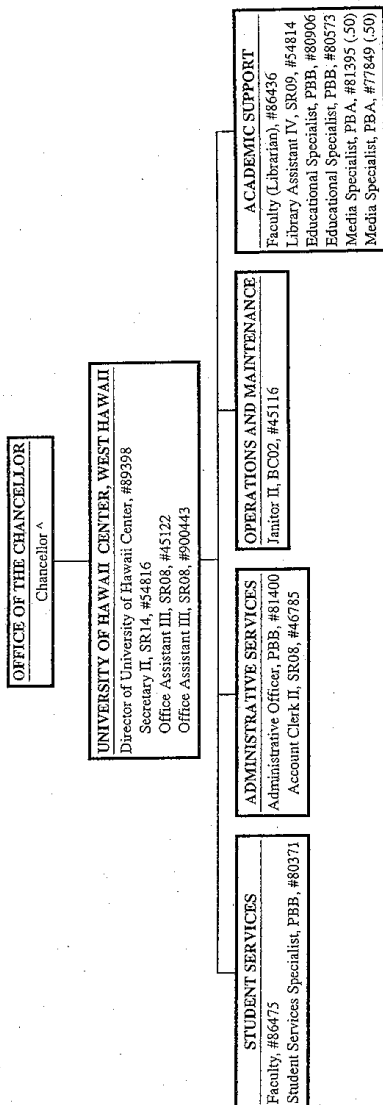 OFFICE OF THE CHANCELLOR
Chancellor ^
UNIVERSITY OF HAWAII CENTER, WEST HAWAII
Director of University of Hawaii Center, #89398
Secretary II, SR14, #54816
Office Assistant III, SR08, #45122
Office Assistant III, SR08, #900443
STUDENT SERVICES
Faculty, #86475
Student Services Specialist, PBB, #80371
ADMINISTRATIVE SERVICES
Administrative Officer, PBB, #81400
Account Clerk II, SR08, #46785
OPERATIONS AND MAINTENANCE
Janitor II, BC02, #45116
ACADEMIC SUPPORT
Faculty (Librarian), #86436
Library Assistant IV, SR09, #54814
Educational Specialist, PBB, #80906
Educational Specialist, PBB, #80573
Media Specialist, PBA, #81395 (.50)
Media Specialist, PBA, #77849 (.50)